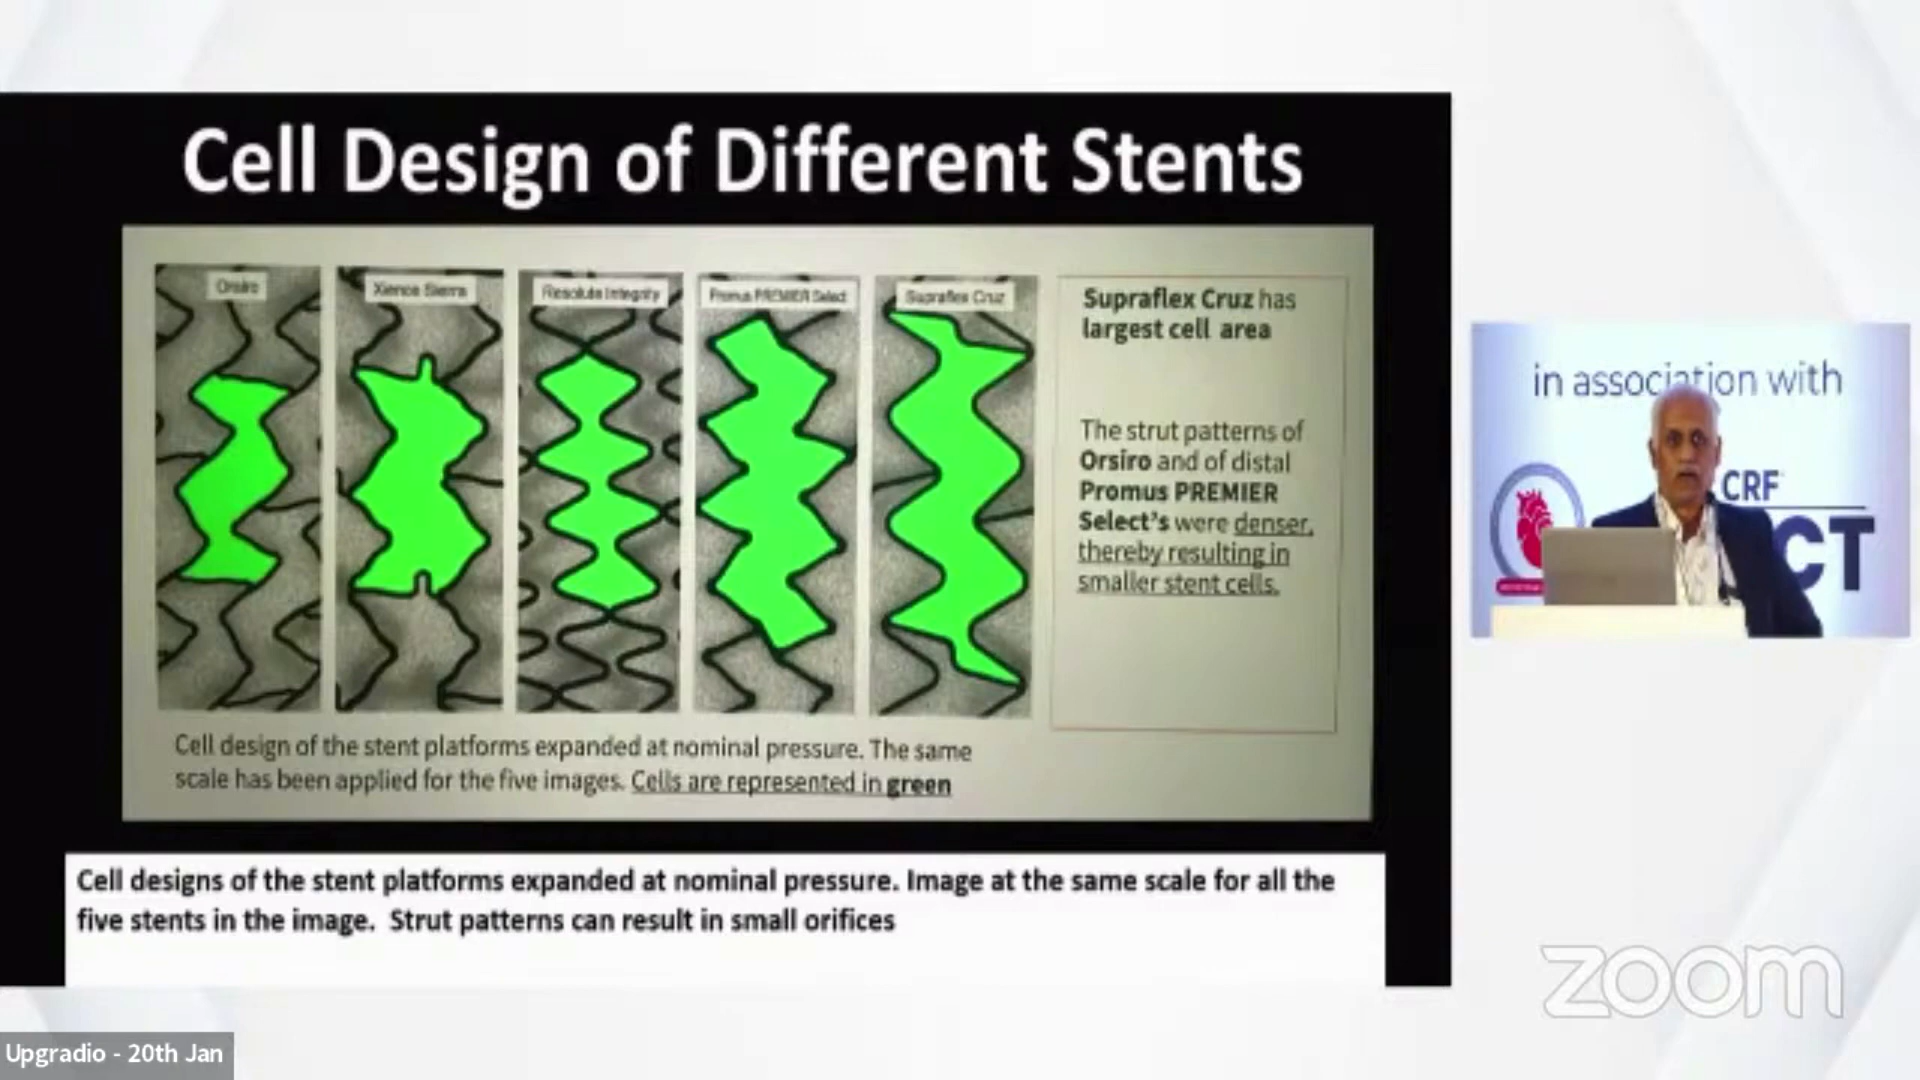 Cell Design of Different Stents
Orsiro
Xience Sierra
Resolute Integrity
Promus PREMIER Select
Supraflex Cruz
Supraflex Cruz has
largest cell area
The strut patterns of
Orsiro and of distal
Promus PREMIER
Select's were denser,
thereby resulting in
smaller stent cells.
Cell design of the stent platforms expanded at nominal pressure. The same
scale has been applied for the five images. Cells are represented in green
Cell designs of the stent platforms expanded at nominal pressure. Image at the same scale for all the
five stents in the image. Strut patterns can result in small orifices
in association with
CRF
CT
zoom
Upgradio - 20th Jan